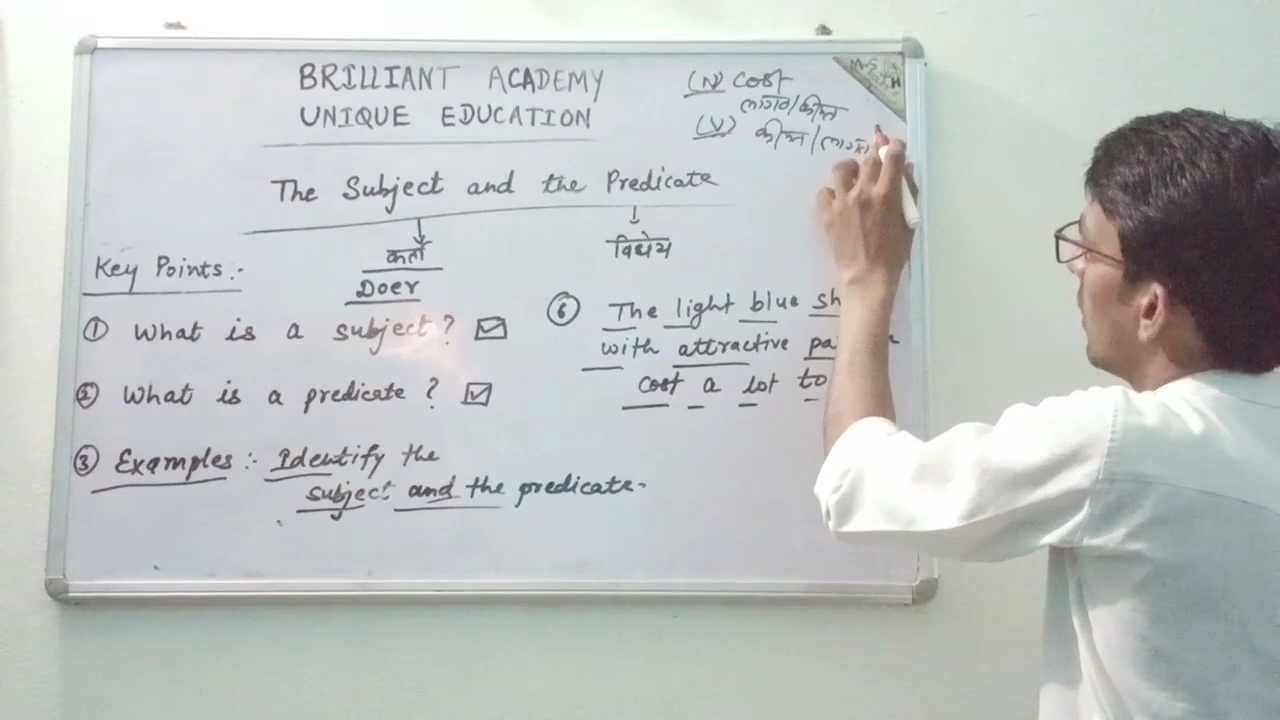 BRILLIANT ACADEMY
UNIQUE EDUCATION
(N) Cost
लागत/कीमत
(V)
The Subject and the Predicate
कर्ता
विधेय
Doer
Key Points:-
① What is a subject? ☑
② What is a predicate? ☑
③ Examples:- Identify the
subject and the predicate.
⑥ The light blue sh
with attractive pa
cost a lot to